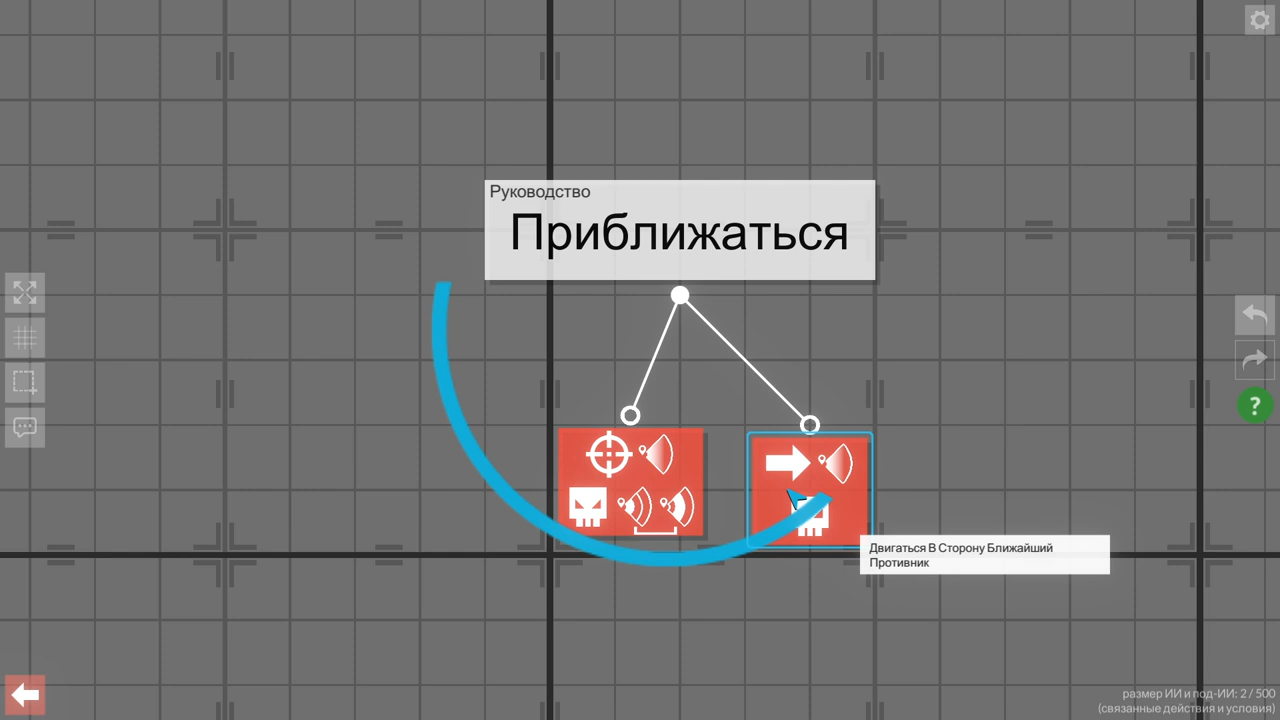 Руководство
Приближаться
?
Двигаться В Сторону Ближайший
Противник
размер ИИ и под-ИИ: 2 / 500
(связанные действия и условия)